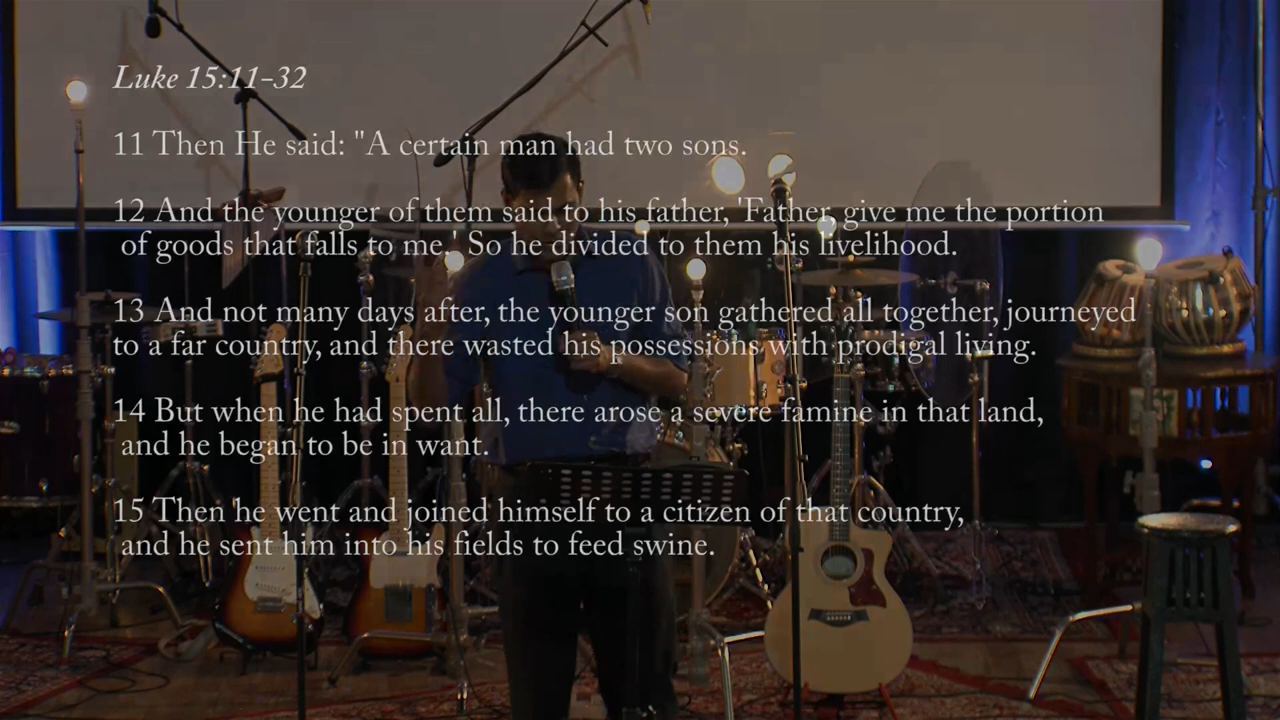 Luke 15:11-32
11 Then He said: "A certain man had two sons.
12 And the younger of them said to his father, 'Father, give me the portion
of goods that falls to me.' So he divided to them his livelihood.
13 And not many days after, the younger son gathered all together, journeyed
to a far country, and there wasted his possessions with prodigal living.
14 But when he had spent all, there arose a severe famine in that land,
and he began to be in want.
15 Then he went and joined himself to a citizen of that country,
and he sent him into his fields to feed swine.